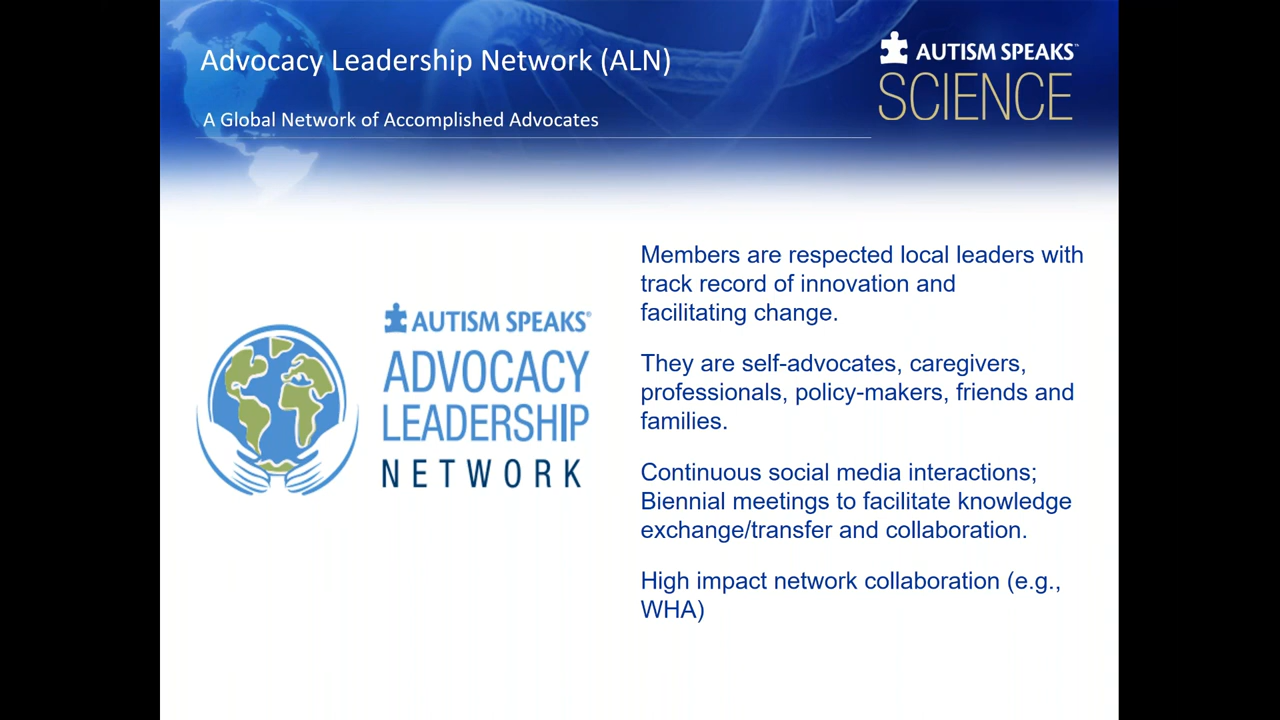 Advocacy Leadership Network (ALN)
A Global Network of Accomplished Advocates
AUTISM SPEAKS™
SCIENCE
AUTISM SPEAKS®
ADVOCACY
LEADERSHIP
NETWORK
Members are respected local leaders with
track record of innovation and
facilitating change.
They are self-advocates, caregivers,
professionals, policy-makers, friends and
families.
Continuous social media interactions;
Biennial meetings to facilitate knowledge
exchange/transfer and collaboration.
High impact network collaboration (e.g.,
WHA)